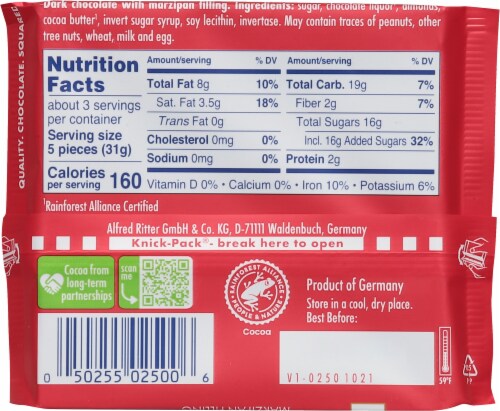 Dark chocolate with marzipan filling. Ingredients: sugar, chocolate liquor¹, almonds,
cocoa butter¹, invert sugar syrup, soy lecithin, invertase. May contain traces of peanuts, other
tree nuts, wheat, milk and egg.
QUALITY. CHOCOLATE. SQUARED.
Nutrition
Facts
about 3 servings
per container
Serving size
5 pieces (31g)
Calories
per serving 160
Amount/serving % DV
Total Fat 8g 10%
Sat. Fat 3.5g 18%
Trans Fat 0g
Cholesterol 0mg 0%
Sodium 0mg 0%
Amount/serving % DV
Total Carb. 19g 7%
Fiber 2g 7%
Total Sugars 16g
Incl. 16g Added Sugars 32%
Protein 2g
Vitamin D 0% • Calcium 0% • Iron 10% • Potassium 6%
¹Rainforest Alliance Certified
Alfred Ritter GmbH & Co. KG, D-71111 Waldenbuch, Germany
Knick-Pack® - break here to open
Cocoa from
long-term
partnerships
scan
me
RAINFOREST ALLIANCE
PEOPLE & NATURE
Cocoa
Product of Germany
Store in a cool, dry place.
Best Before:
V1-0250 1021
59°F
0 50255 02500 6